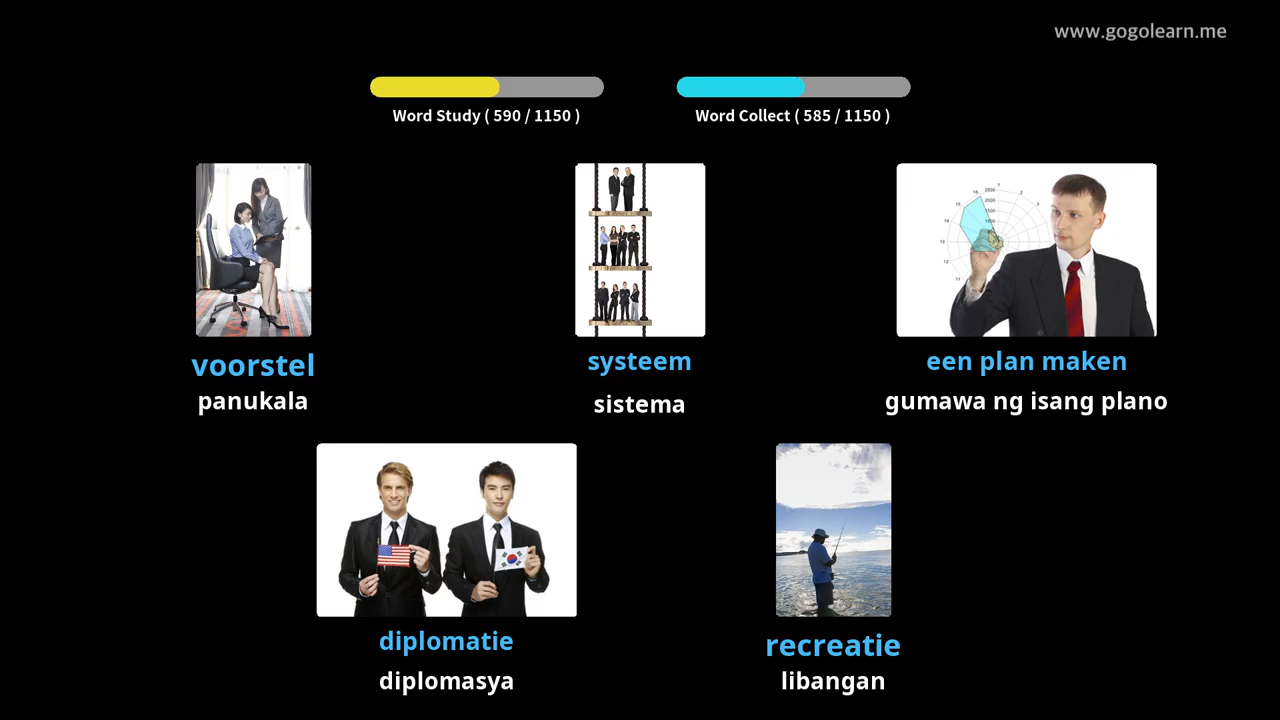 www.gogolearn.me
Word Study ( 590 / 1150 )
Word Collect ( 585 / 1150 )
voorstel
panukala
systeem
sistema
een plan maken
gumawa ng isang plano
diplomatie
diplomasya
recreatie
libangan